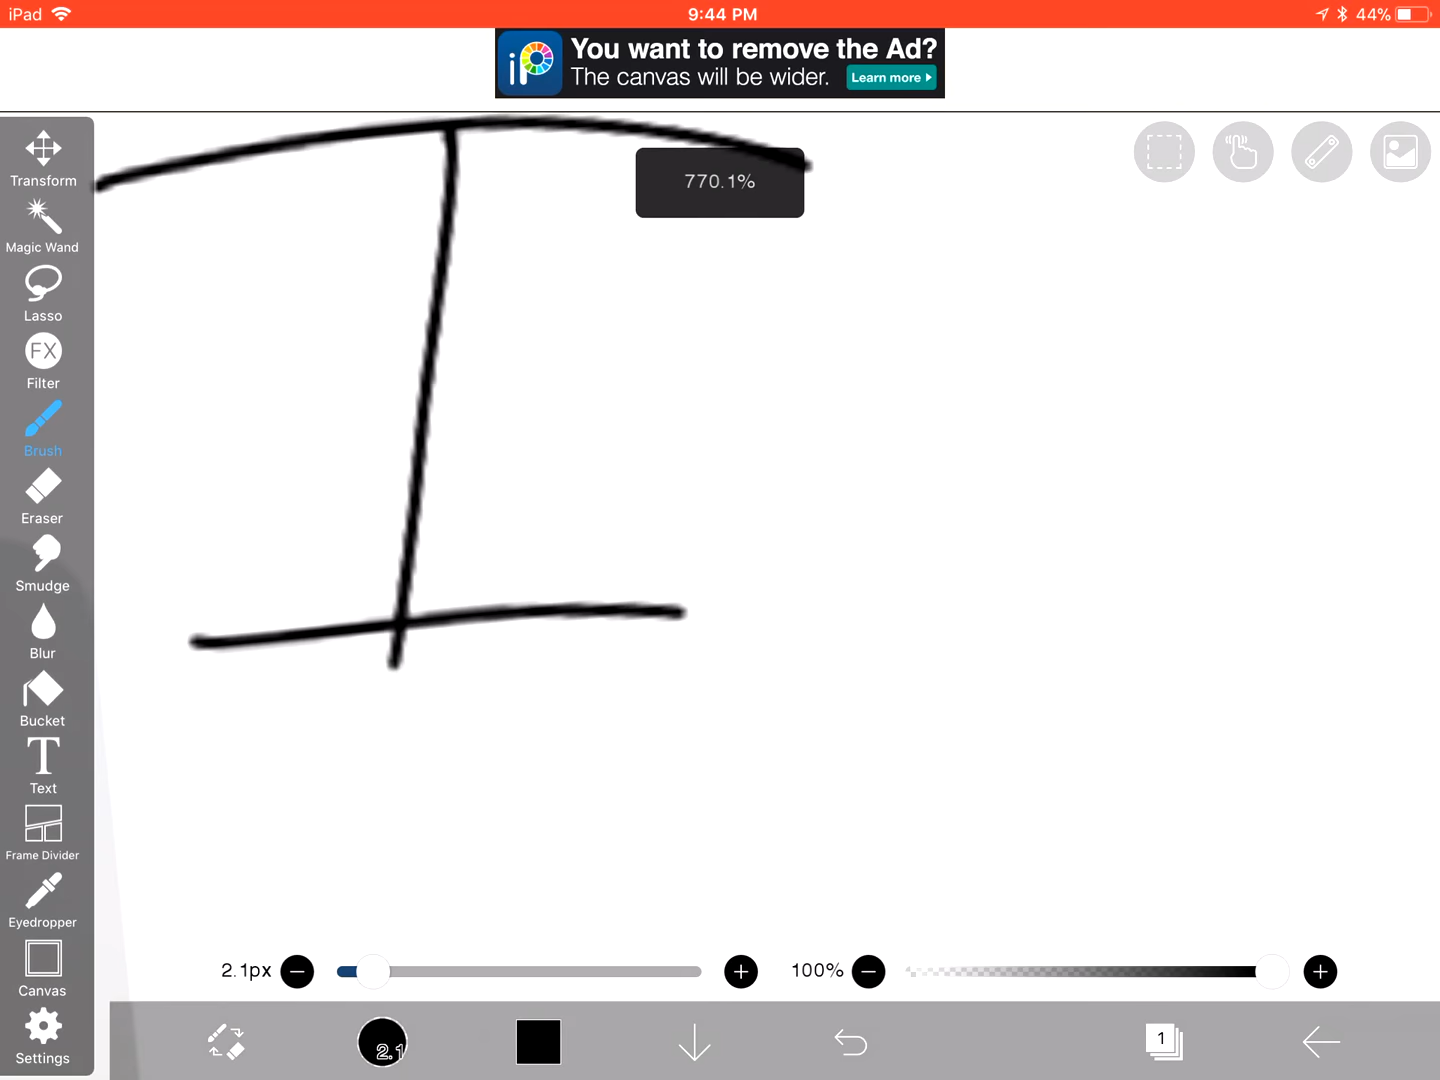 iPad 9:44 PM 44%
You want to remove the Ad?
The canvas will be wider. Learn more
770.1%
Transform
Magic Wand
Lasso
FX
Filter
Brush
Eraser
Smudge
Blur
Bucket
T
Text
Frame Divider
Eyedropper
Canvas
Settings
I
2.1px 100%
2.1 1